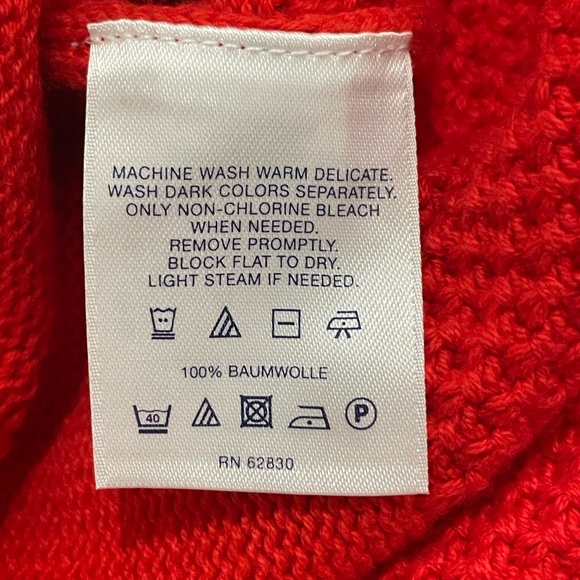 MACHINE WASH WARM DELICATE.
WASH DARK COLORS SEPARATELY.
ONLY NON-CHLORINE BLEACH
WHEN NEEDED.
REMOVE PROMPTLY.
BLOCK FLAT TO DRY.
LIGHT STEAM IF NEEDED.
100% BAUMWOLLE
40 P
RN 62830